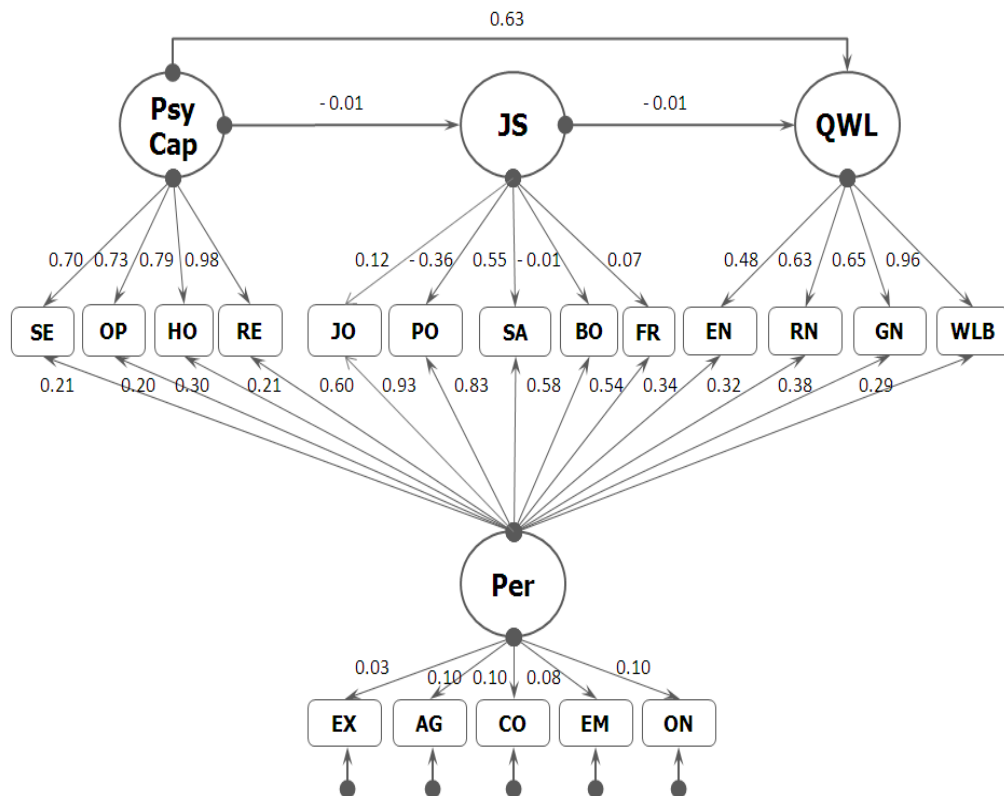 0.63
Psy
Cap
- 0.01
JS
- 0.01
QWL
0.70 0.73 0.79 0.98 0.12 - 0.36 0.55 - 0.01 0.07 0.48 0.63 0.65 0.96
SE OP HO RE JO PO SA BO FR EN RN GN WLB
0.21 0.20 0.30 0.21 0.60 0.93 0.83 0.58 0.54 0.34 0.32 0.38 0.29
Per
0.03 0.10 0.10 0.08 0.10
EX AG CO EM ON